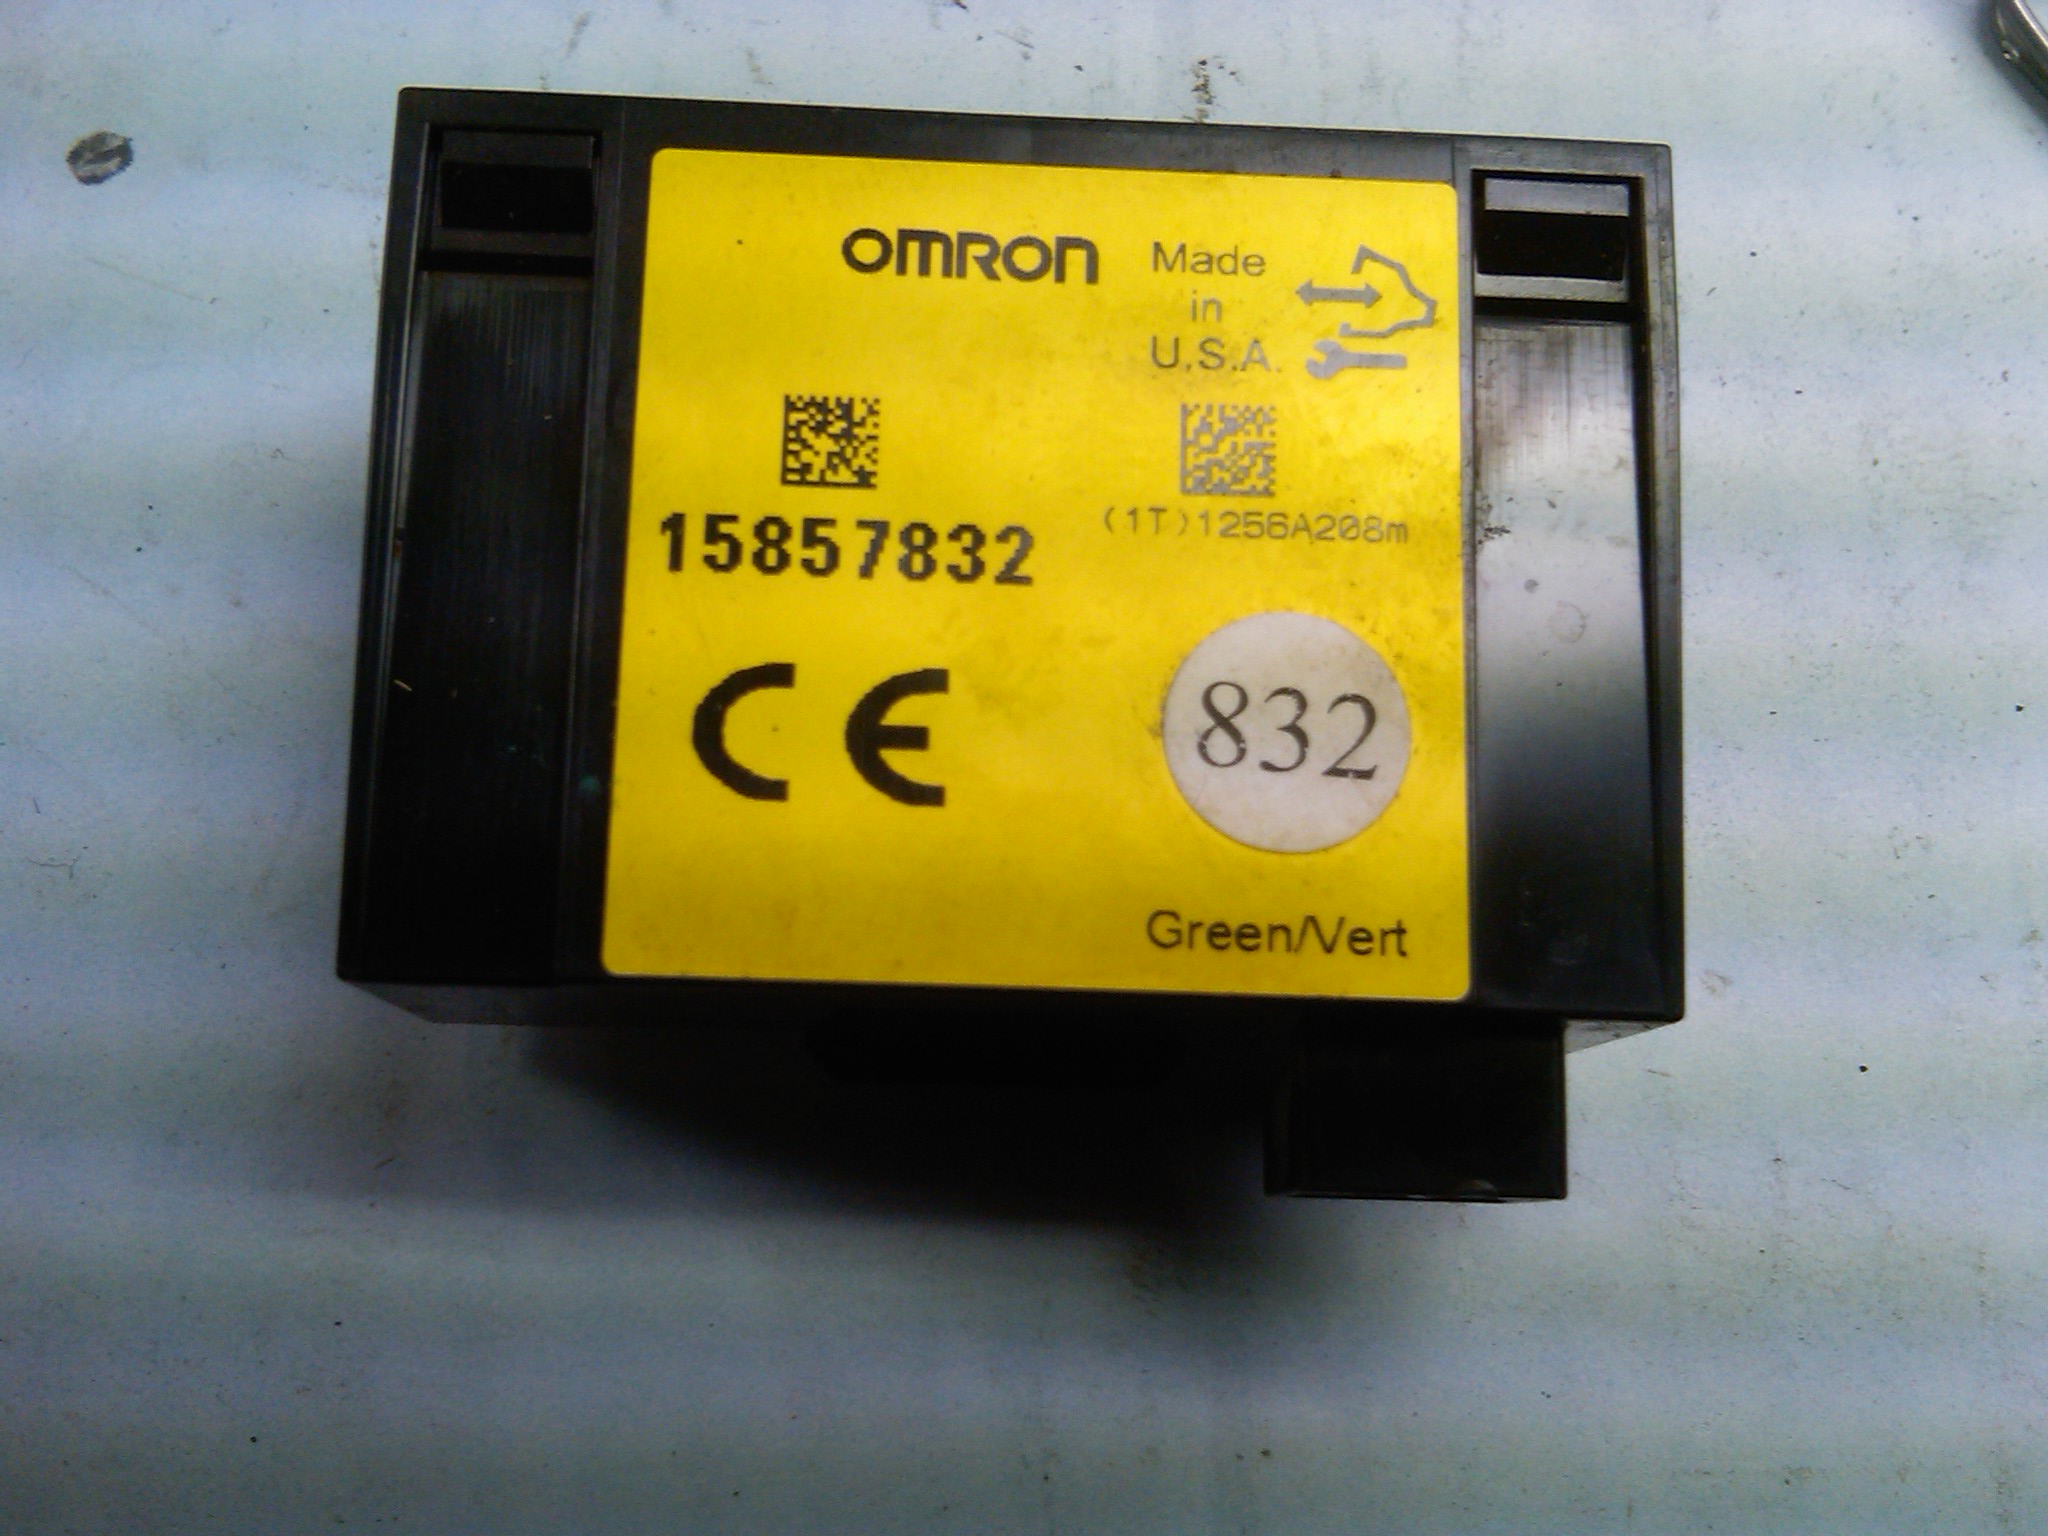 OMRON
Made
in
U.S.A.
15857832
(1T)1256A208m
CE
832
Green/Vert